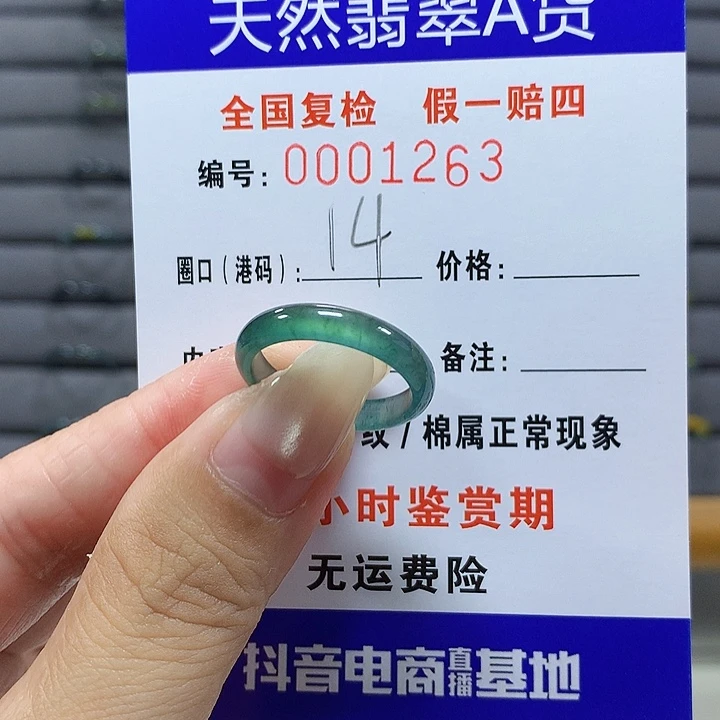 天然翡翠A货
全国复检 假一赔四
编号: 0001263
圈口(港码): 14 价格:
备注:
纹/棉属正常现象
小时鉴赏期
无运费险
抖音电商直播基地